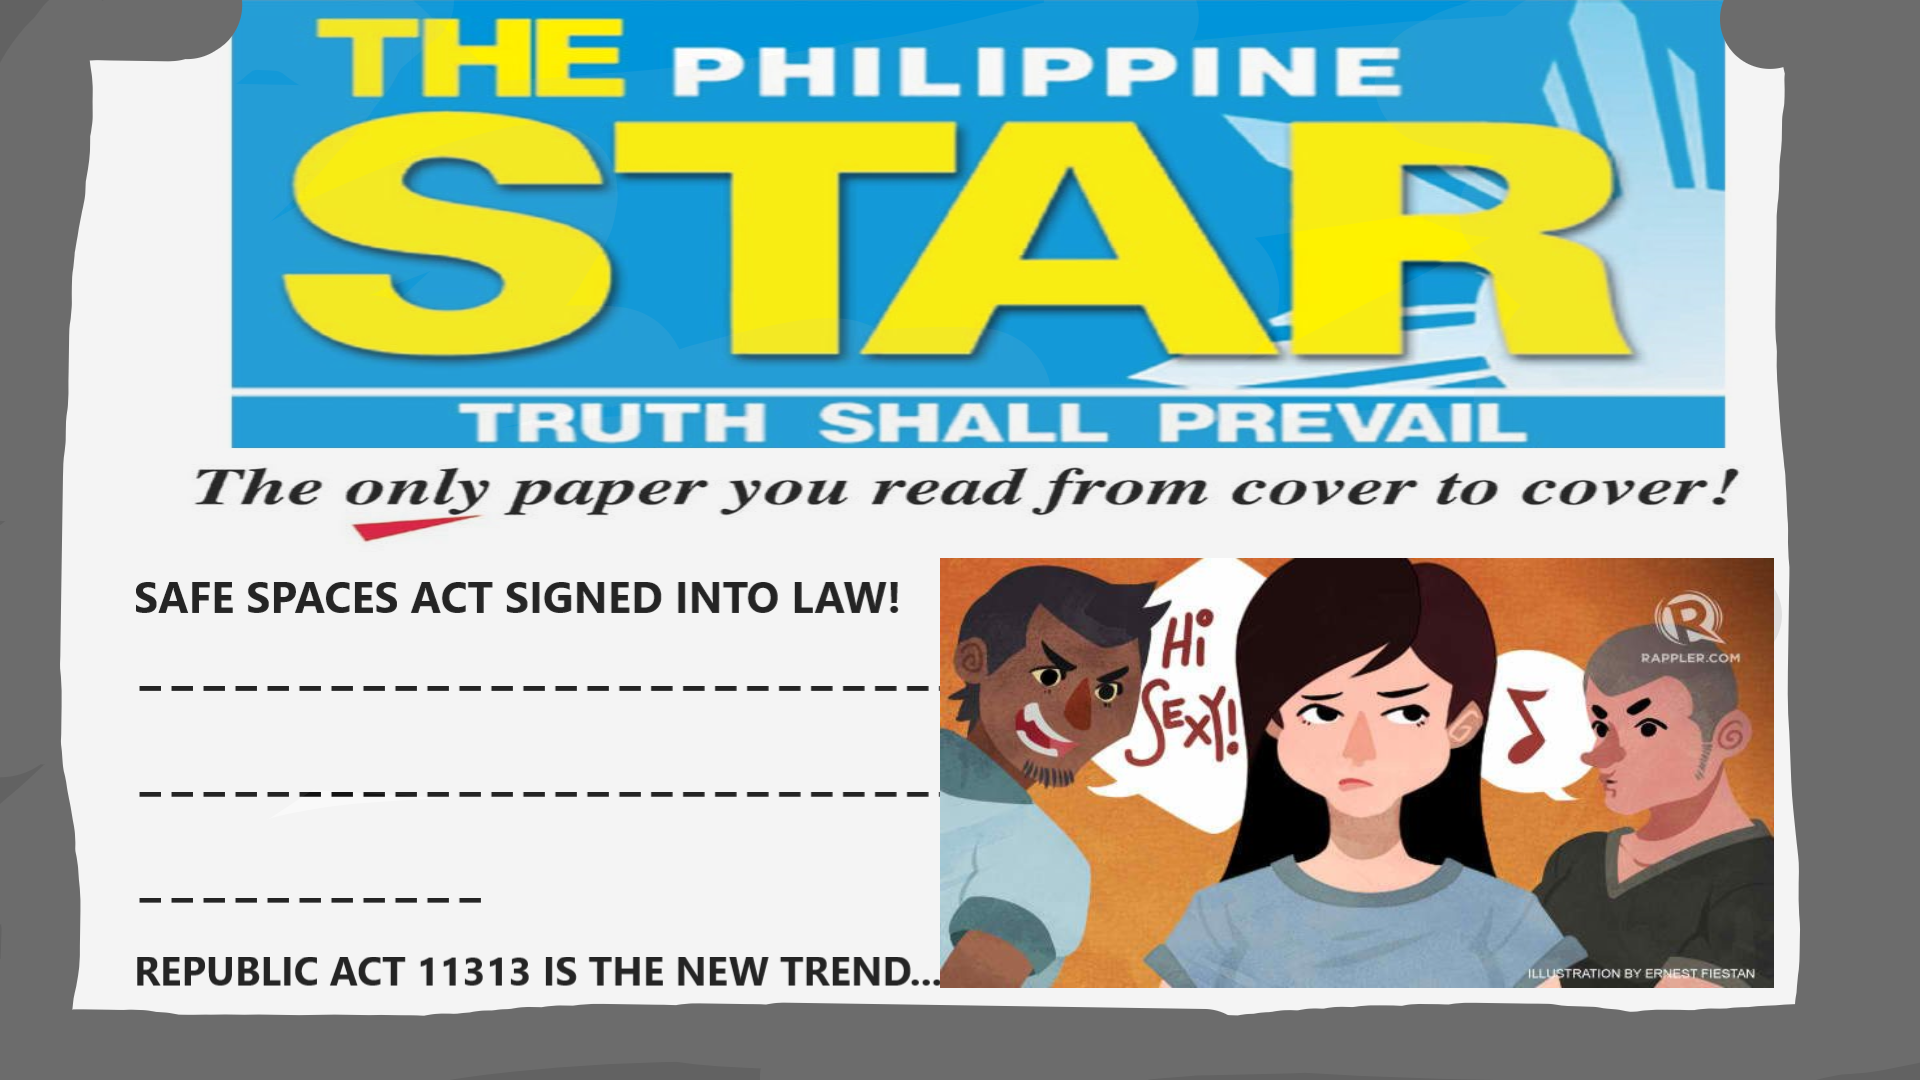 THE PHILIPPINE
STAR
TRUTH SHALL PREVAIL
The only paper you read from cover to cover!
SAFE SPACES ACT SIGNED INTO LAW!
REPUBLIC ACT 11313 IS THE NEW TREND...
Hi
SEXY!
R
RAPPLER.COM
ILLUSTRATION BY ERNEST FIESTAN